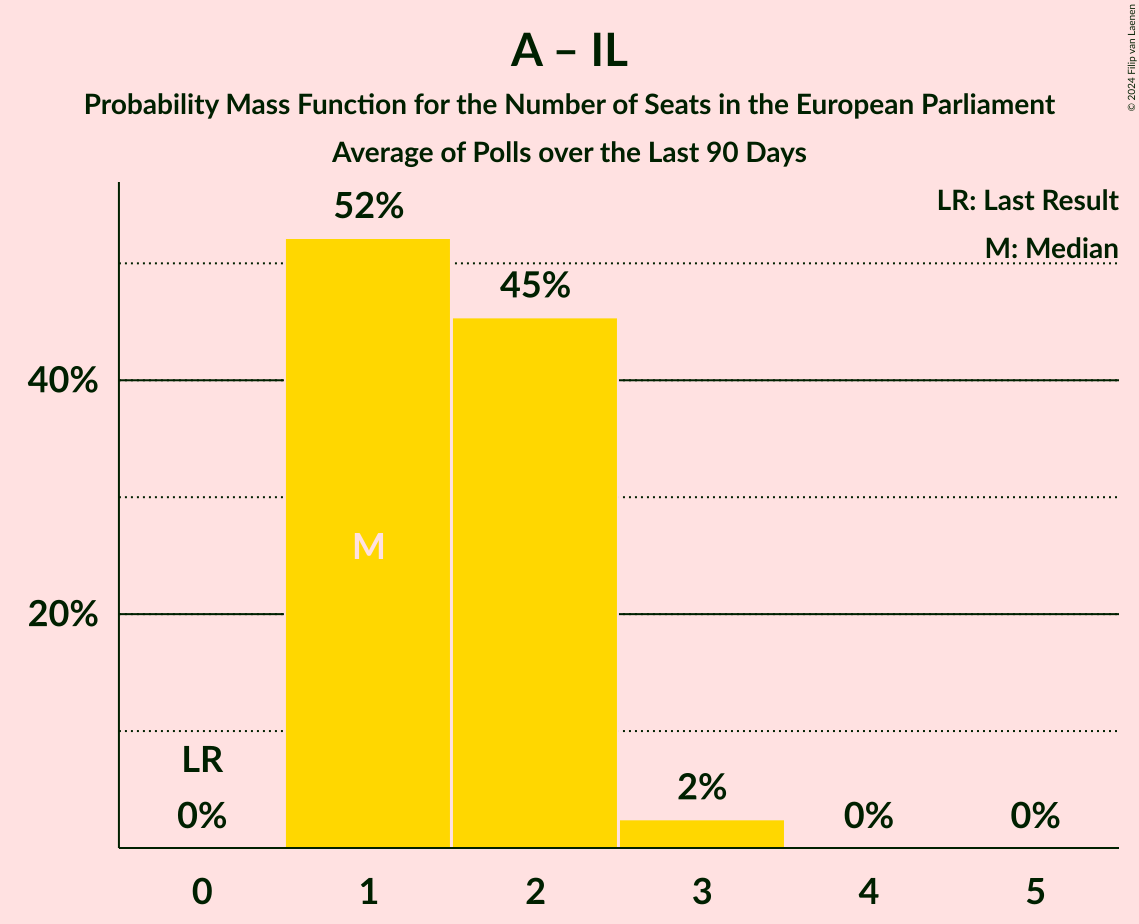 A – IL
Probability Mass Function for the Number of Seats in the European Parliament
Average of Polls over the Last 90 Days
© 2024 Filip van Laenen
LR: Last Result
M: Median
52%
45%
40%
M
20%
LR
0%
2%
0%
0%
0 1 2 3 4 5